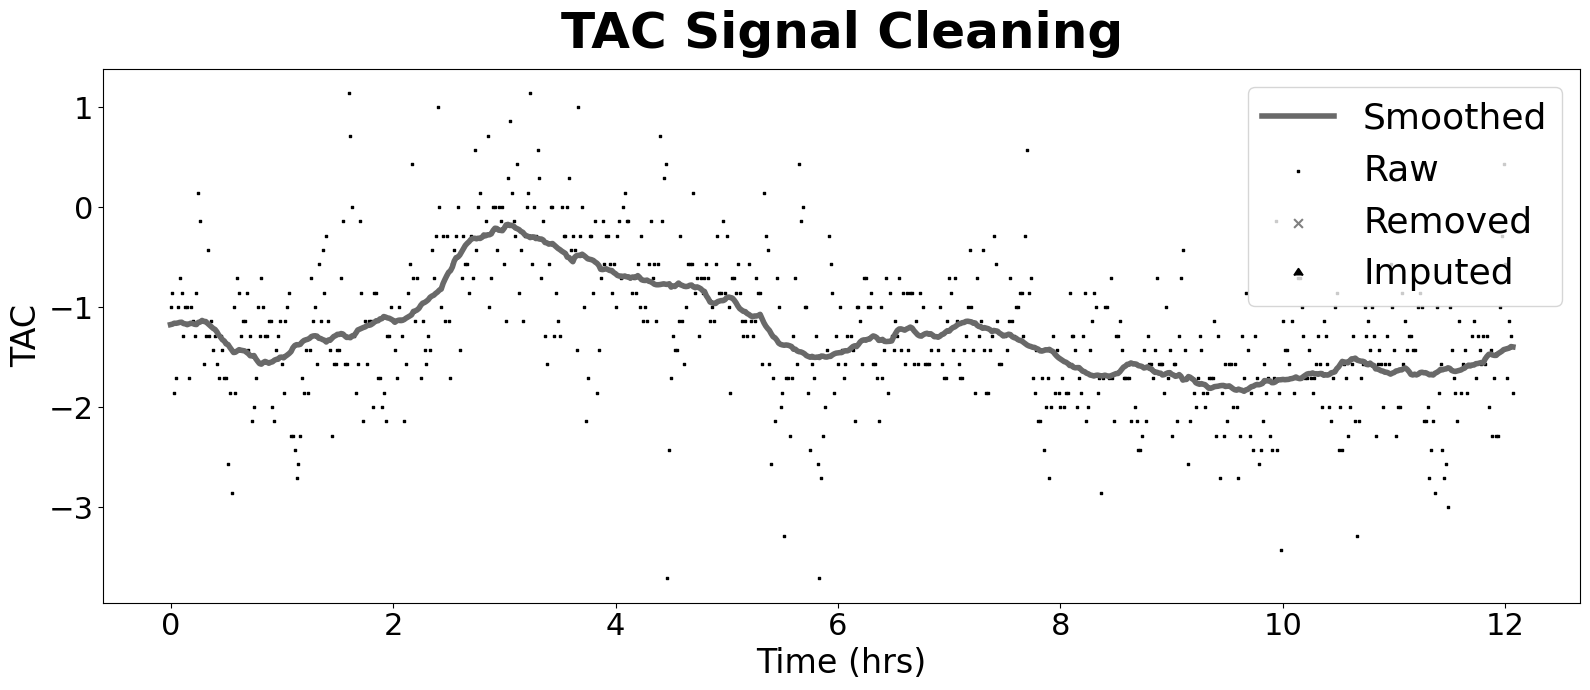 TAC Signal Cleaning
Smoothed
Raw
Removed
Imputed
TAC
1
0
−1
−2
−3
0 2 4 6 8 10 12
Time (hrs)